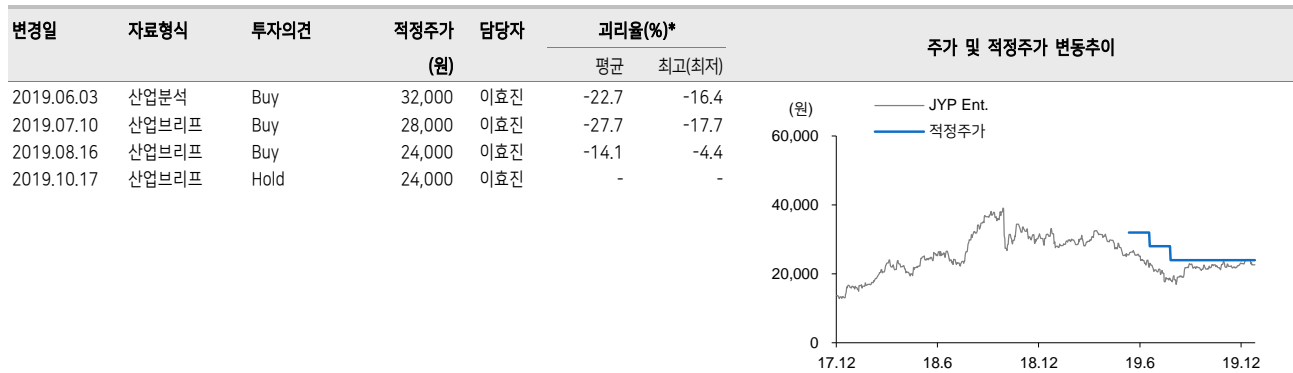 변경일 자료형식 투자의견 적정주가 담당자 괴리율(%)* 주가 및 적정주가 변동추이
(원) 평균 최고(최저)
2019.06.03 산업분석 Buy 32,000 이효진 -22.7 -16.4
2019.07.10 산업브리프 Buy 28,000 이효진 -27.7 -17.7
2019.08.16 산업브리프 Buy 24,000 이효진 -14.1 -4.4
2019.10.17 산업브리프 Hold 24,000 이효진 - -
(원)
JYP Ent.
적정주가
60,000
40,000
20,000
0
17.12 18.6 18.12 19.6 19.12